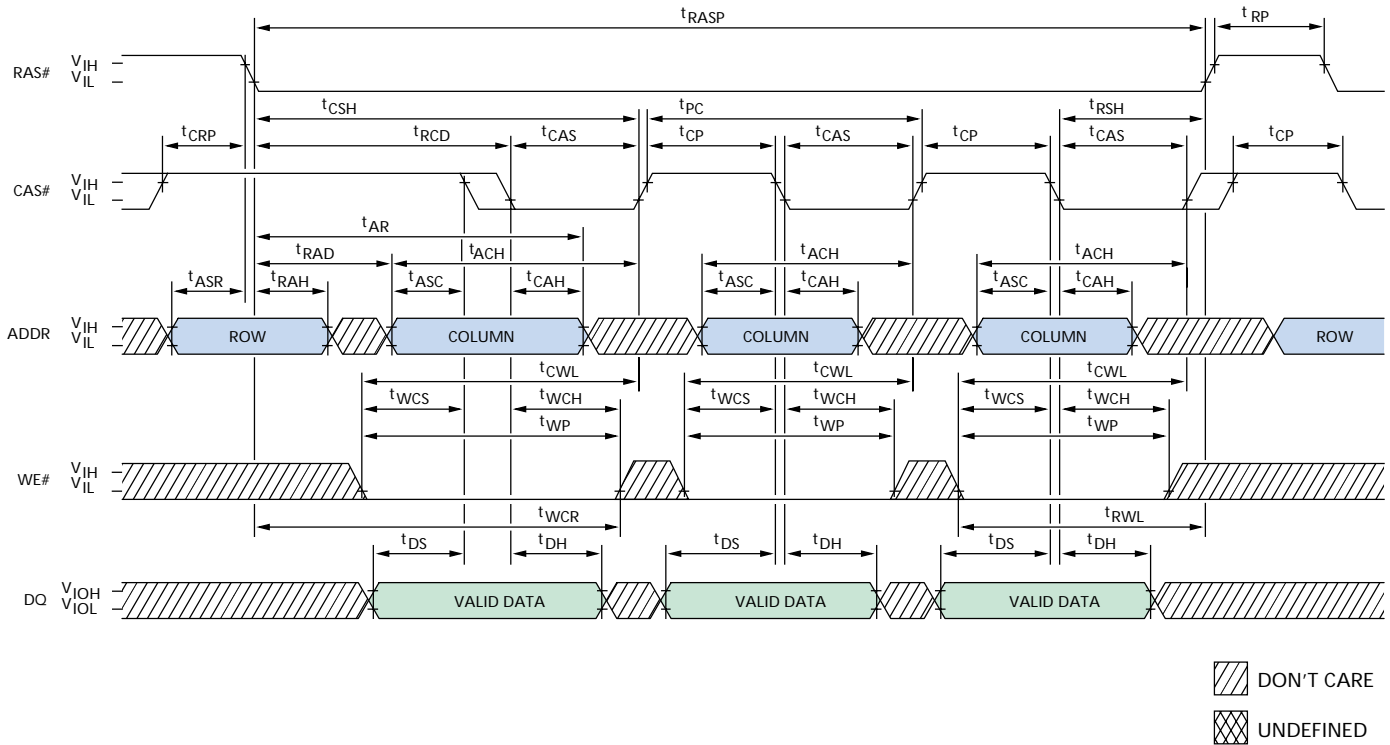 tRASP tRP
RAS# VIH
VIL
tCSH tPC tRSH
tCRP tRCD tCAS tCP tCAS tCP tCAS tCP
CAS# VIH
VIL
tAR
tRAD tACH tACH tACH
tASR tRAH tASC tCAH tASC tCAH tASC tCAH
ADDR VIH
VIL
ROW COLUMN COLUMN COLUMN ROW
tCWL tCWL tCWL
tWCS tWCH tWCS tWCH tWCS tWCH
tWP tWP tWP
WE# VIH
VIL
tWCR tRWL
tDS tDH tDS tDH tDS tDH
DQ VIOH
VIOL
VALID DATA VALID DATA VALID DATA
DON'T CARE
UNDEFINED